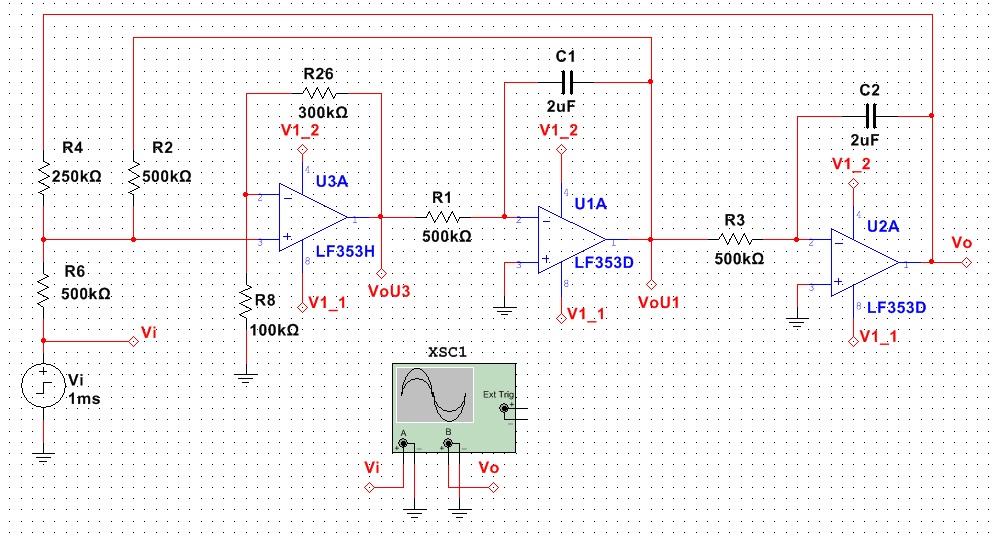 C1
2uF
R26
300kΩ
C2
2uF
V1_2
V1_2
R4
250kΩ
R2
500kΩ
V1_2
4
U3A
2
3
1
8
LF353H
R1
500kΩ
4
U1A
2
3
1
8
LF353D
R3
500kΩ
4
U2A
2
3
1
8
LF353D
Vo
R6
500kΩ
R8
100kΩ
V1_1
VoU3
V1_1
VoU1
V1_1
Vi
Vi
1ms
XSC1
Ext Trig
+
-
A
B
+
-
+
-
Vi
Vo